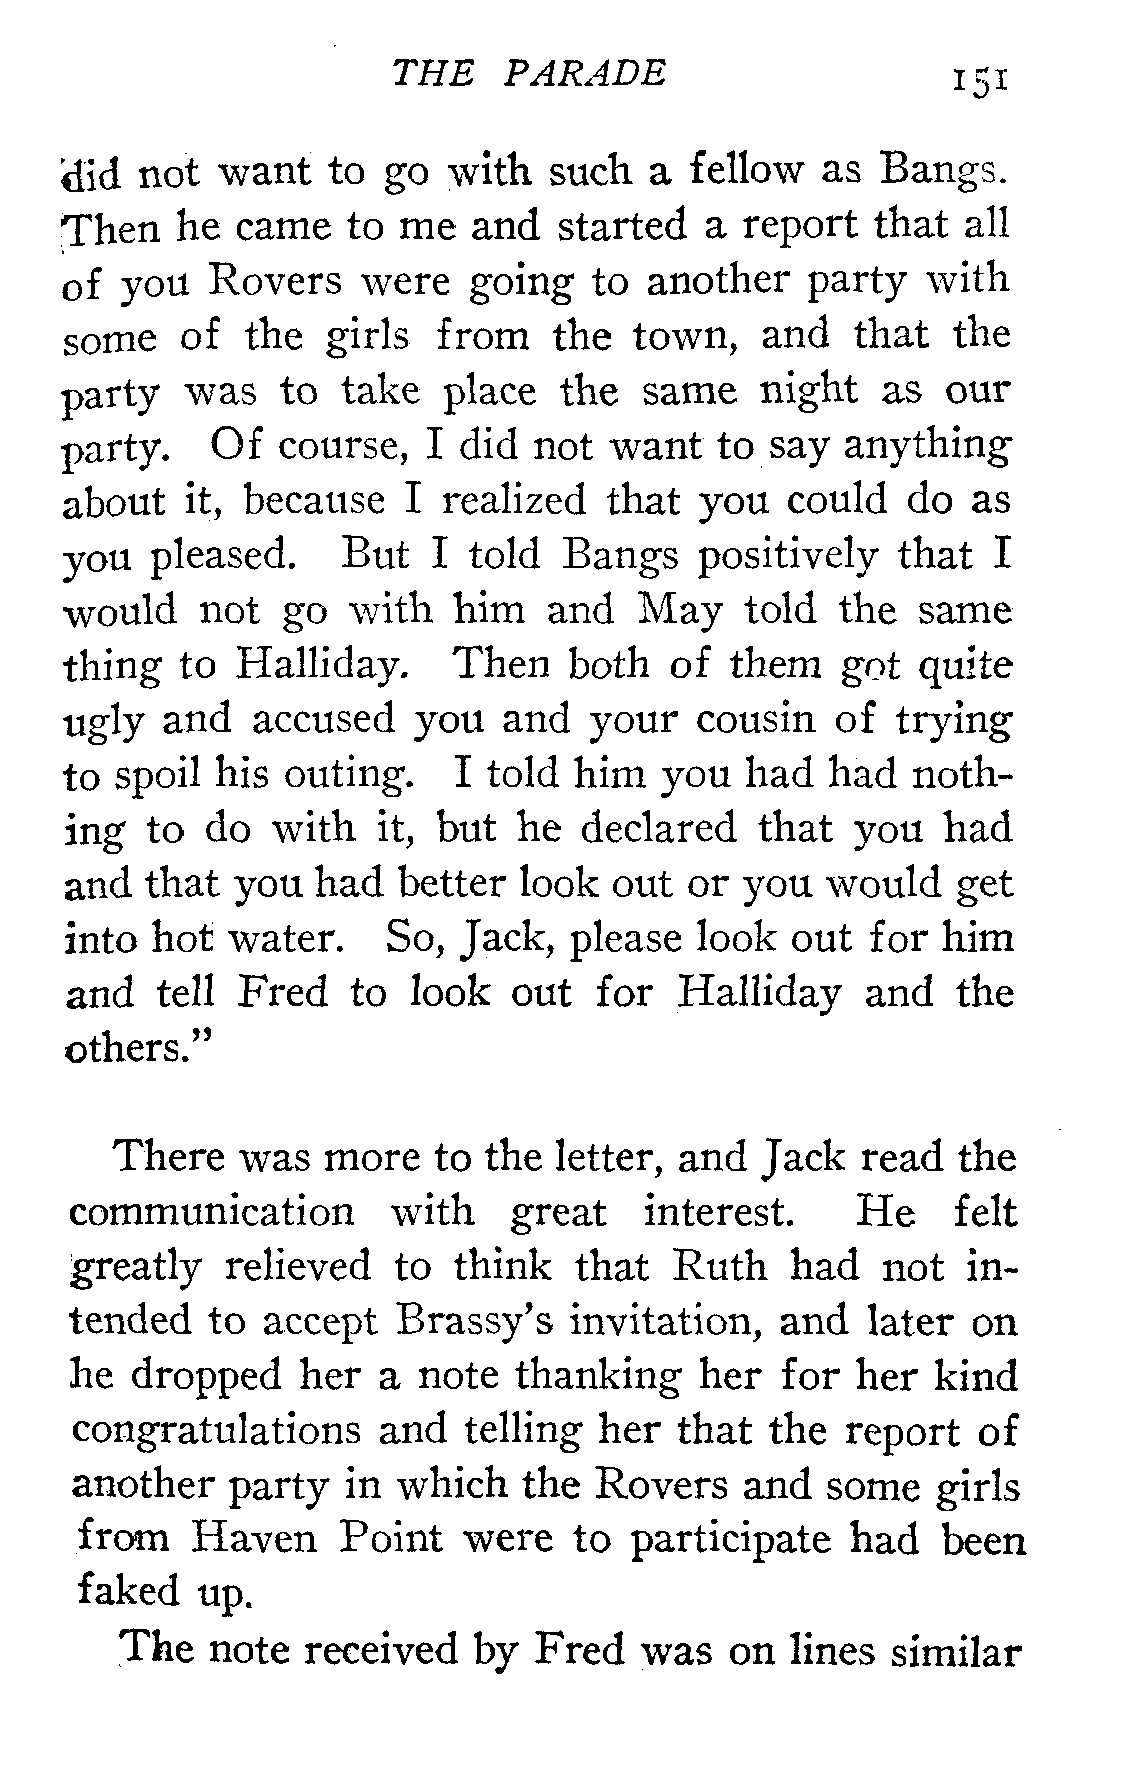 THE PARADE 151
did not want to go with such a fellow as Bangs.
Then he came to me and started a report that all
of you Rovers were going to another party with
some of the girls from the town, and that the
party was to take place the same night as our
party. Of course, I did not want to say anything
about it, because I realized that you could do as
you pleased. But I told Bangs positively that I
would not go with him and May told the same
thing to Halliday. Then both of them got quite
ugly and accused you and your cousin of trying
to spoil his outing. I told him you had had noth-
ing to do with it, but he declared that you had
and that you had better look out or you would get
into hot water. So, Jack, please look out for him
and tell Fred to look out for Halliday and the
others.”
There was more to the letter, and Jack read the
communication with great interest. He felt
greatly relieved to think that Ruth had not in-
tended to accept Brassy’s invitation, and later on
he dropped her a note thanking her for her kind
congratulations and telling her that the report of
another party in which the Rovers and some girls
from Haven Point were to participate had been
faked up.
The note received by Fred was on lines similar